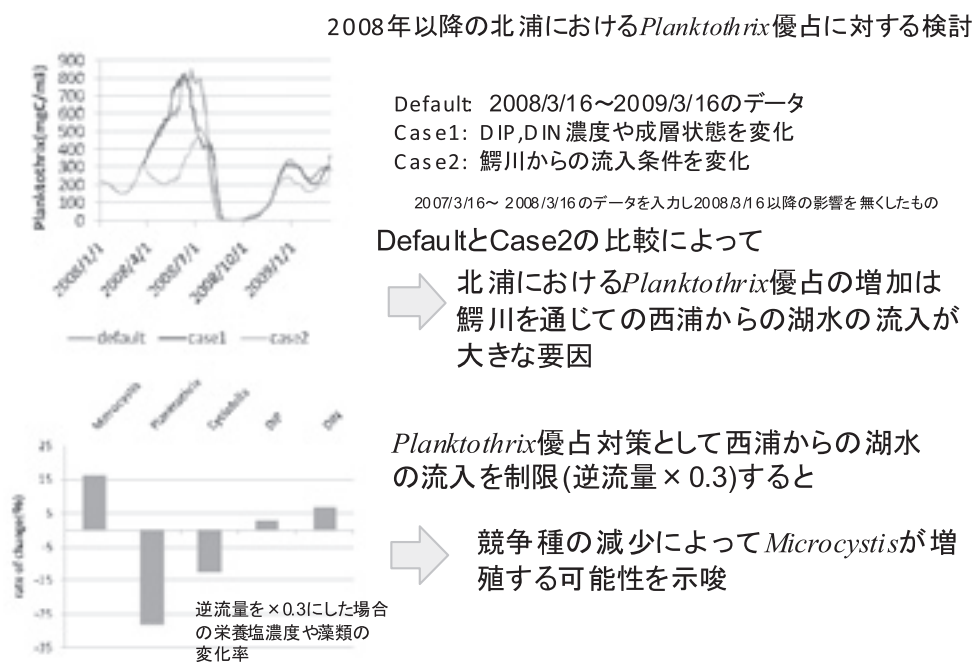 2008年以降の北浦におけるPlanktothrix優占に対する検討
Planktothrix(mgC/m3)
900
800
700
600
500
400
300
200
100
0
2008/1/1
2008/4/1
2008/7/1
2008/10/1
2009/1/1
default case1 case2
Default: 2008/3/16~2009/3/16のデータ
Case1: DIP,DIN濃度や成層状態を変化
Case2: 鰐川からの流入条件を変化
2007/3/16~ 2008/3/16のデータを入力し2008/3/16以降の影響を無くしたもの
DefaultとCase2の比較によって
北浦におけるPlanktothrix優占の増加は
鰐川を通じての西浦からの湖水の流入が
大きな要因
Microcystis
Planktothrix
Cyclotella
DIP
DIN
rate of change(%)
25
15
5
-5
-15
-25
-35
逆流量を×0.3にした場合
の栄養塩濃度や藻類の
変化率
Planktothrix優占対策として西浦からの湖水
の流入を制限(逆流量×0.3)すると
競争種の減少によってMicrocystisが増
殖する可能性を示唆